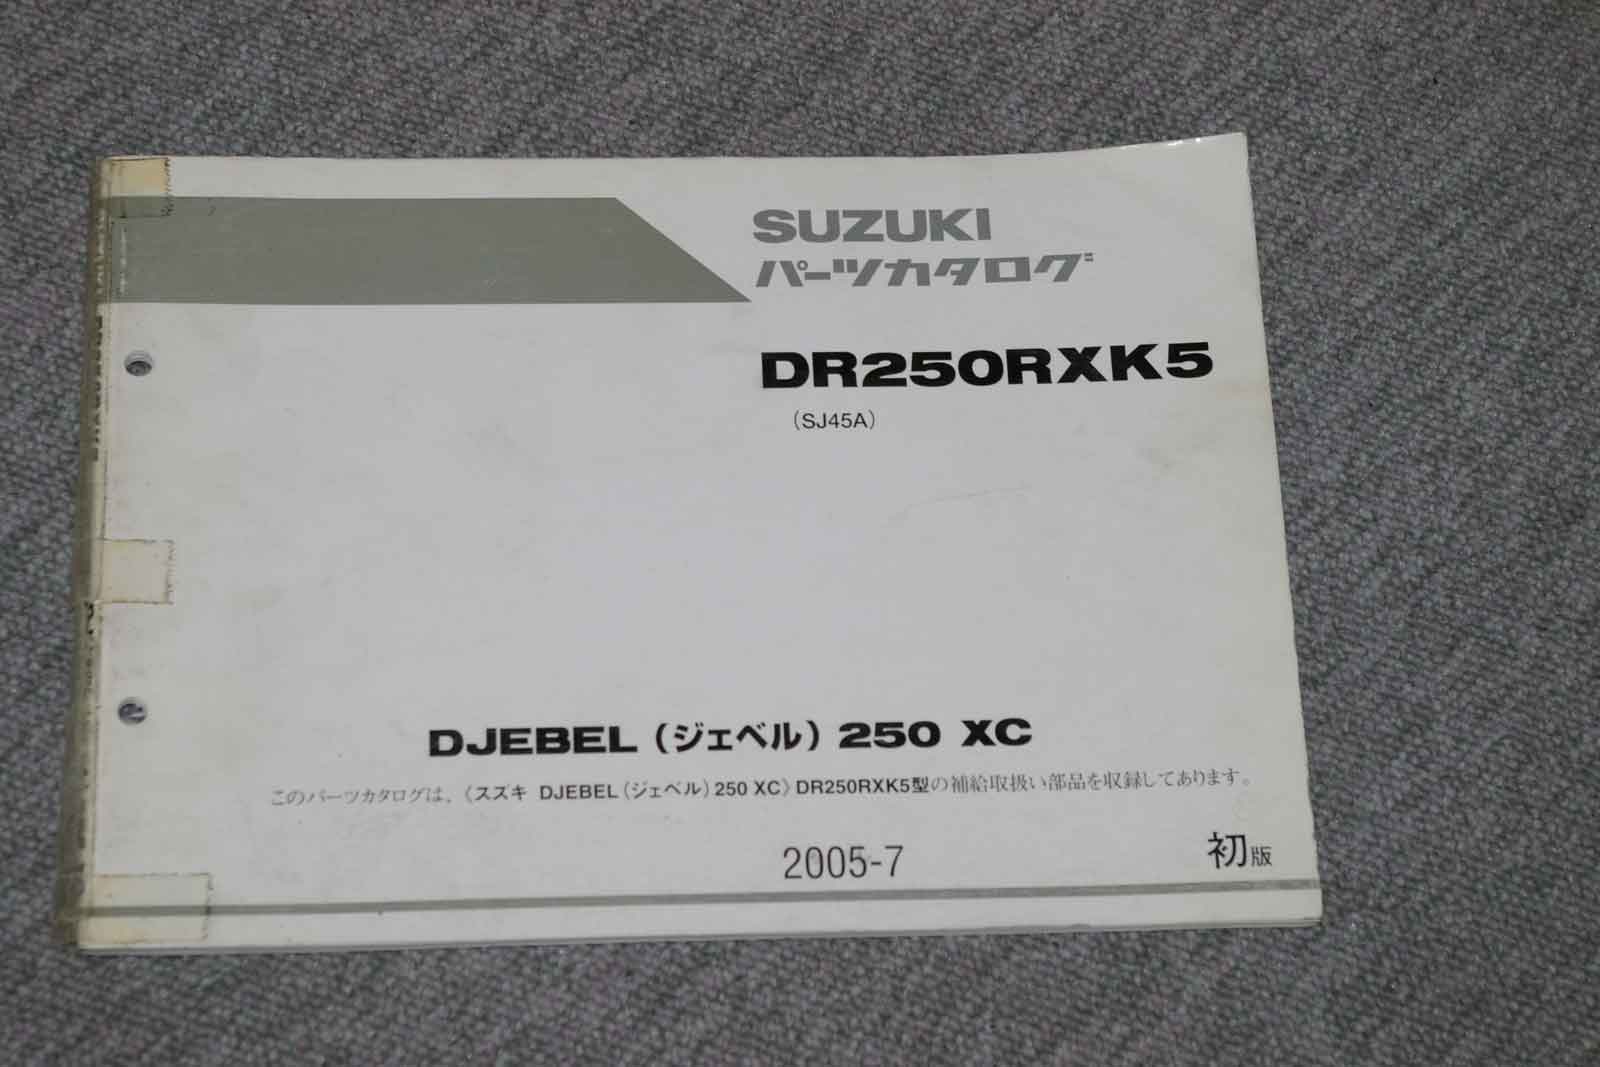 SUZUKI
パーツカタログ
DR250RXK5
（SJ45A）
DJEBEL（ジェベル）250 XC
このパーツカタログは、〈スズキ DJEBEL（ジェベル）250 XC〉DR250RXK5型の補給取扱い部品を収録してあります。
2005-7
初版